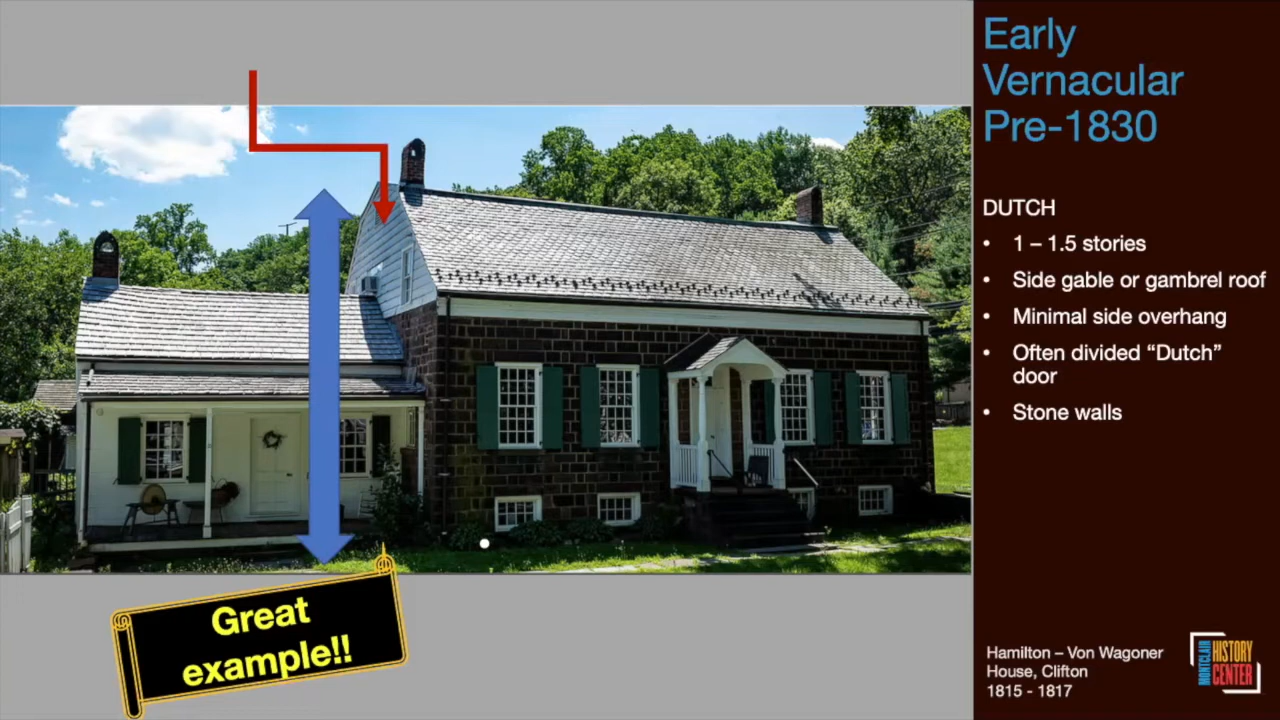 Early
Vernacular
Pre-1830
DUTCH
• 1 – 1.5 stories
• Side gable or gambrel roof
• Minimal side overhang
• Often divided “Dutch”
door
• Stone walls
Great
example!!
Hamilton – Von Wagoner
House, Clifton
1815 - 1817
MONTCLAIR
HISTORY
CENTER